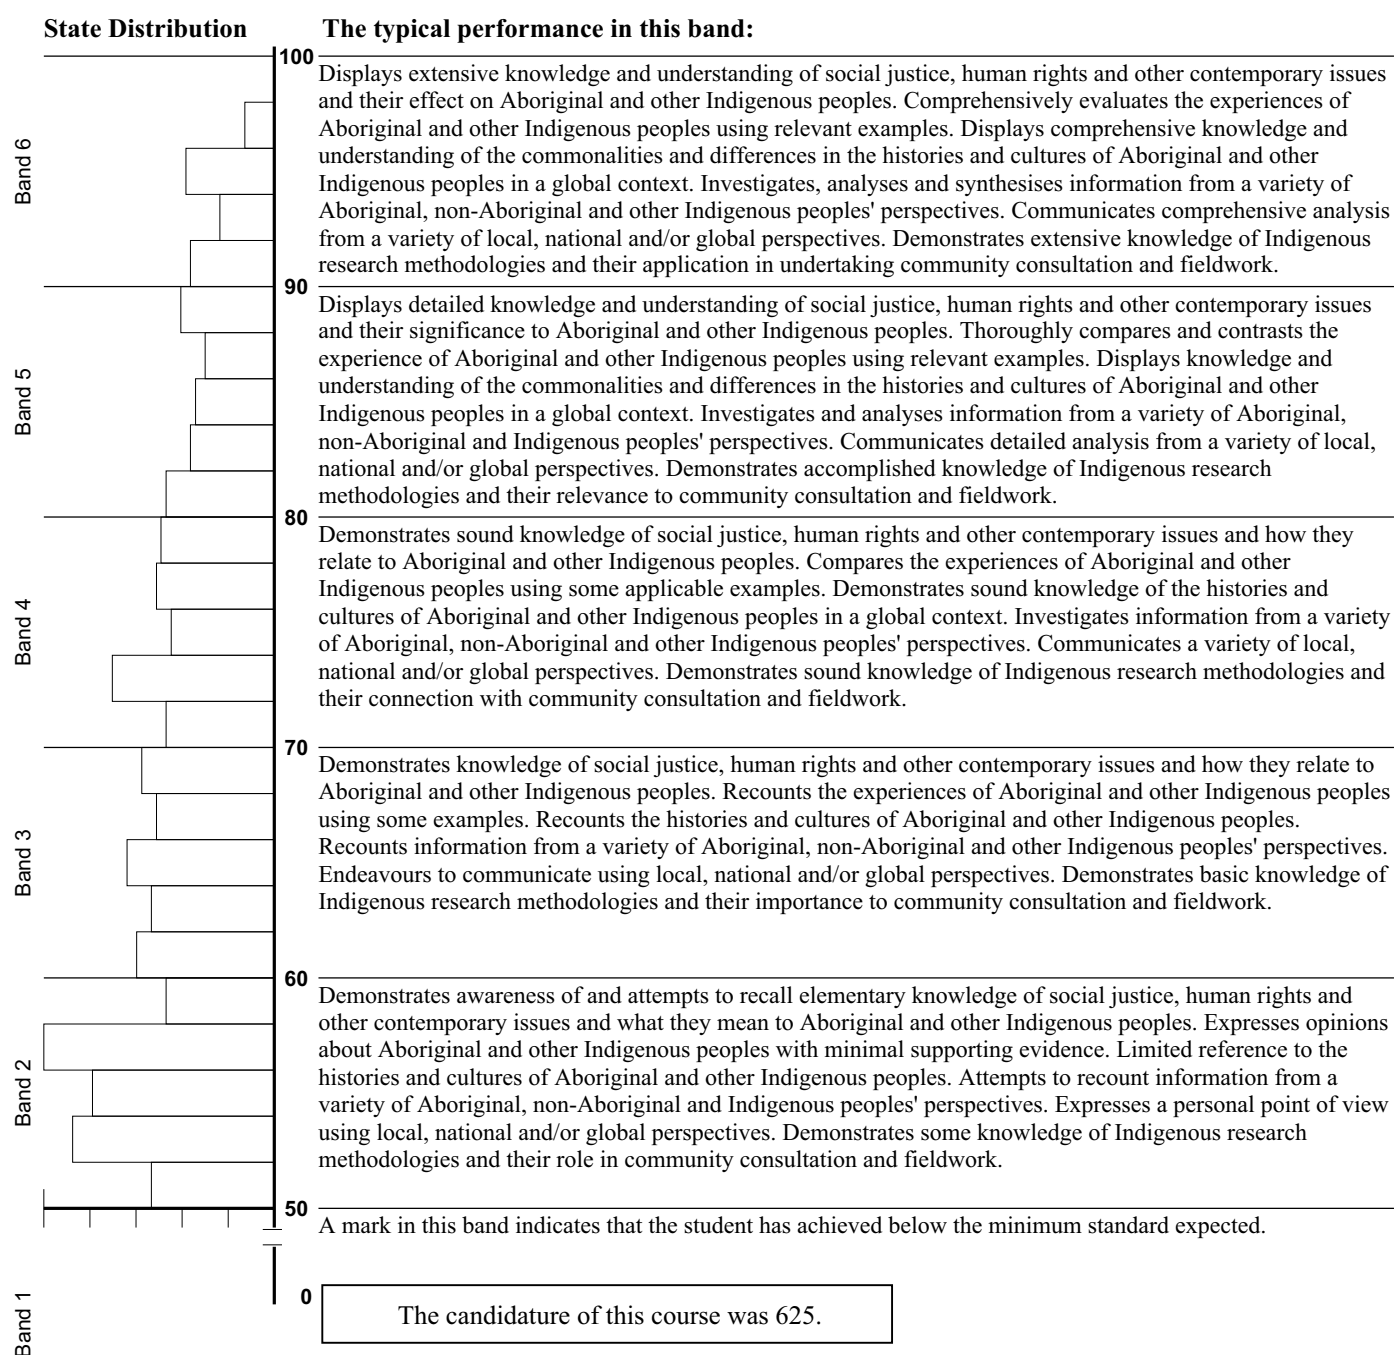 State Distribution
The typical performance in this band:
100
Displays extensive knowledge and understanding of social justice, human rights and other contemporary issues
and their effect on Aboriginal and other Indigenous peoples. Comprehensively evaluates the experiences of
Aboriginal and other Indigenous peoples using relevant examples. Displays comprehensive knowledge and
understanding of the commonalities and differences in the histories and cultures of Aboriginal and other
Indigenous peoples in a global context. Investigates, analyses and synthesises information from a variety of
Aboriginal, non-Aboriginal and other Indigenous peoples' perspectives. Communicates comprehensive analysis
from a variety of local, national and/or global perspectives. Demonstrates extensive knowledge of Indigenous
research methodologies and their application in undertaking community consultation and fieldwork.
Band 6
90
Displays detailed knowledge and understanding of social justice, human rights and other contemporary issues
and their significance to Aboriginal and other Indigenous peoples. Thoroughly compares and contrasts the
experience of Aboriginal and other Indigenous peoples using relevant examples. Displays knowledge and
understanding of the commonalities and differences in the histories and cultures of Aboriginal and other
Indigenous peoples in a global context. Investigates and analyses information from a variety of Aboriginal,
non-Aboriginal and Indigenous peoples' perspectives. Communicates detailed analysis from a variety of local,
national and/or global perspectives. Demonstrates accomplished knowledge of Indigenous research
methodologies and their relevance to community consultation and fieldwork.
Band 5
80
Demonstrates sound knowledge of social justice, human rights and other contemporary issues and how they
relate to Aboriginal and other Indigenous peoples. Compares the experiences of Aboriginal and other
Indigenous peoples using some applicable examples. Demonstrates sound knowledge of the histories and
cultures of Aboriginal and other Indigenous peoples in a global context. Investigates information from a variety
of Aboriginal, non-Aboriginal and other Indigenous peoples' perspectives. Communicates a variety of local,
national and/or global perspectives. Demonstrates sound knowledge of Indigenous research methodologies and
their connection with community consultation and fieldwork.
Band 4
70
Demonstrates knowledge of social justice, human rights and other contemporary issues and how they relate to
Aboriginal and other Indigenous peoples. Recounts the experiences of Aboriginal and other Indigenous peoples
using some examples. Recounts the histories and cultures of Aboriginal and other Indigenous peoples.
Recounts information from a variety of Aboriginal, non-Aboriginal and other Indigenous peoples' perspectives.
Endeavours to communicate using local, national and/or global perspectives. Demonstrates basic knowledge of
Indigenous research methodologies and their importance to community consultation and fieldwork.
Band 3
60
Demonstrates awareness of and attempts to recall elementary knowledge of social justice, human rights and
other contemporary issues and what they mean to Aboriginal and other Indigenous peoples. Expresses opinions
about Aboriginal and other Indigenous peoples with minimal supporting evidence. Limited reference to the
histories and cultures of Aboriginal and other Indigenous peoples. Attempts to recount information from a
variety of Aboriginal, non-Aboriginal and Indigenous peoples' perspectives. Expresses a personal point of view
using local, national and/or global perspectives. Demonstrates some knowledge of Indigenous research
methodologies and their role in community consultation and fieldwork.
Band 2
50
A mark in this band indicates that the student has achieved below the minimum standard expected.
0
Band 1
The candidature of this course was 625.